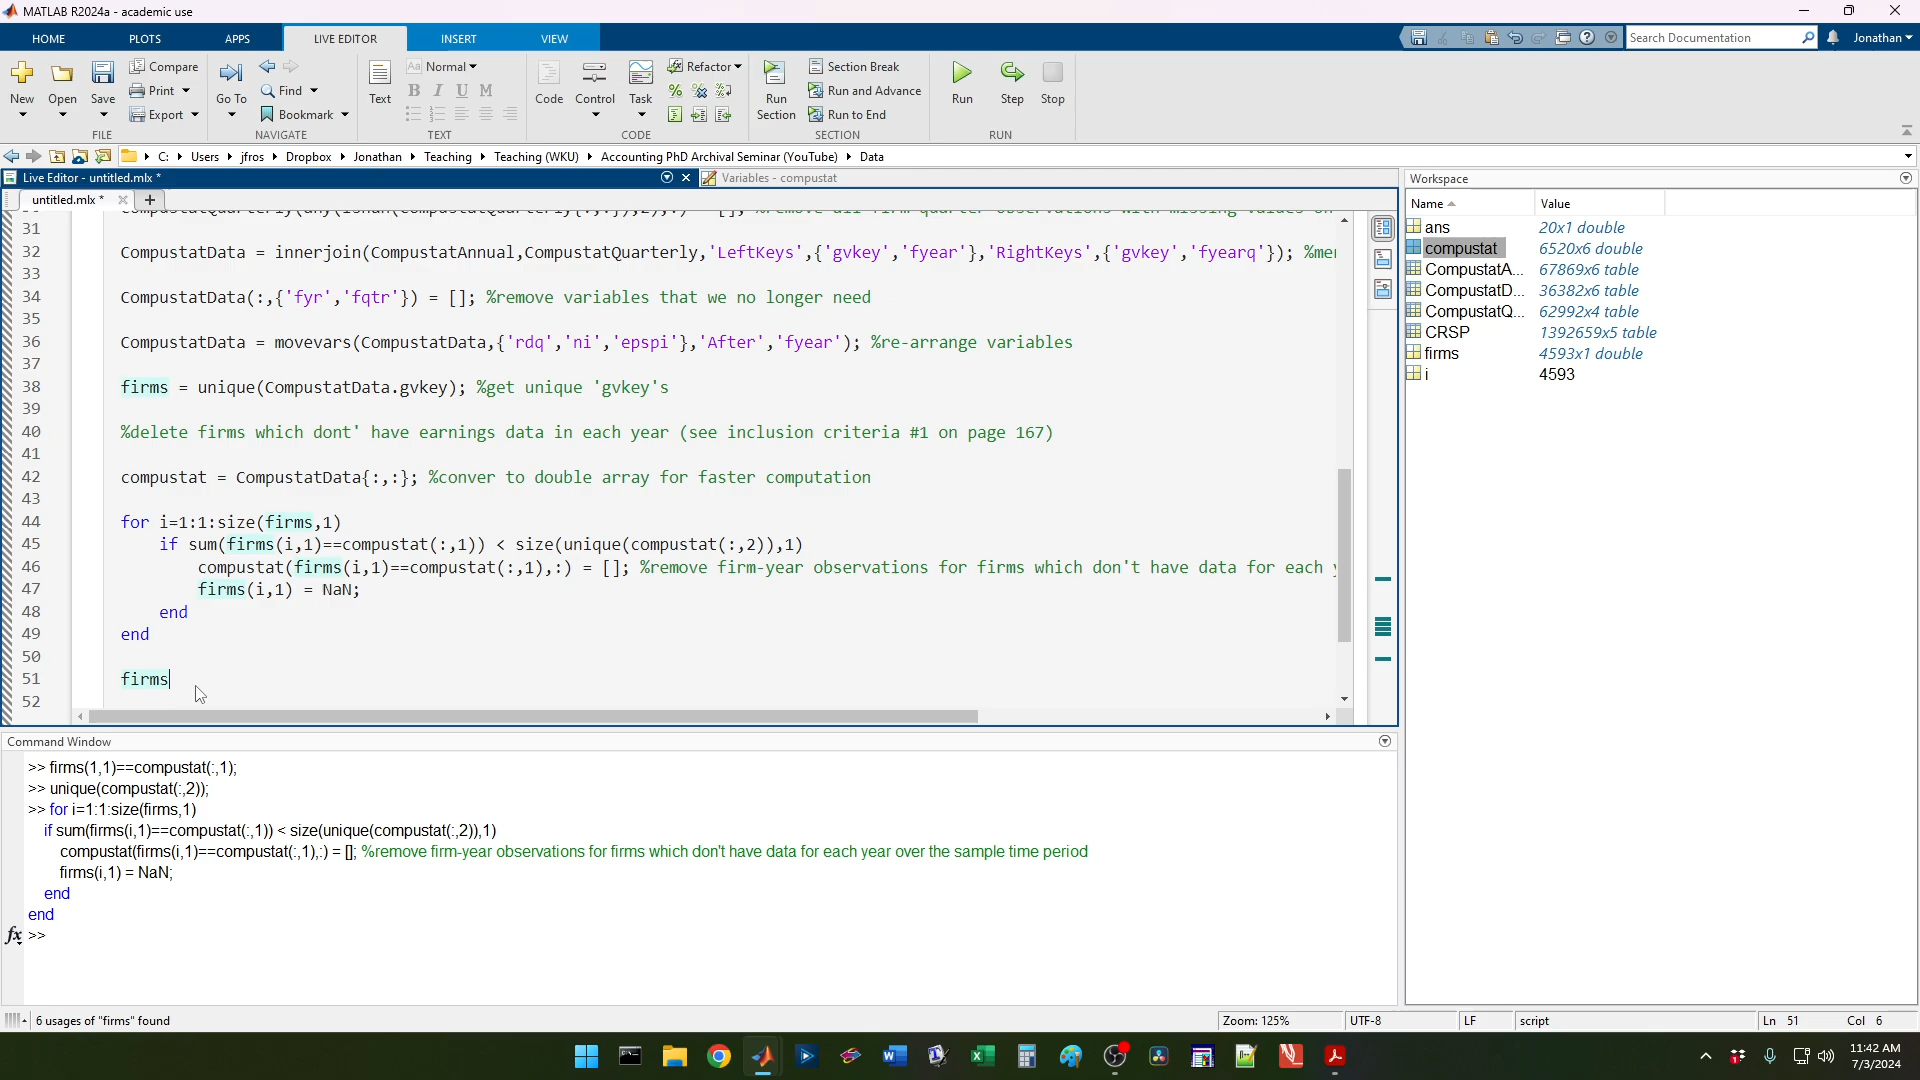 MATLAB R2024a - academic use
HOME PLOTS APPS LIVE EDITOR INSERT VIEW
Search Documentation Jonathan
New Open Save Compare Print Export FILE
Go To Find Bookmark NAVIGATE
Text Aa Normal B I U M TEXT
Code Control Task Refactor CODE
Run Section Section Break Run and Advance Run to End SECTION
Run Step Stop RUN
C: Users jfros Dropbox Jonathan Teaching Teaching (WKU) Accounting PhD Archival Seminar (YouTube) Data
Live Editor - untitled.mlx *
Variables - compustat
untitled.mlx *
31
32 CompustatData = innerjoin(CompustatAnnual,CompustatQuarterly,'LeftKeys',{'gvkey','fyear'},'RightKeys',{'gvkey','fyearq'}); %mer
33
34 CompustatData(:,{'fyr','fqtr'}) = []; %remove variables that we no longer need
35
36 CompustatData = movevars(CompustatData,{'rdq','ni','epspi'},'After','fyear'); %re-arrange variables
37
38 firms = unique(CompustatData.gvkey); %get unique 'gvkey's
39
40 %delete firms which dont' have earnings data in each year (see inclusion criteria #1 on page 167)
41
42 compustat = CompustatData{:,:}; %conver to double array for faster computation
43
44 for i=1:1:size(firms,1)
45 if sum(firms(i,1)==compustat(:,1)) < size(unique(compustat(:,2)),1)
46 compustat(firms(i,1)==compustat(:,1),:) = []; %remove firm-year observations for firms which don't have data for each y
47 firms(i,1) = NaN;
48 end
49 end
50
51 firms
52
Workspace
Name Value
ans 20x1 double
compustat 6520x6 double
CompustatA... 67869x6 table
CompustatD... 36382x6 table
CompustatQ... 62992x4 table
CRSP 1392659x5 table
firms 4593x1 double
i 4593
Command Window
>> firms(1,1)==compustat(:,1);
>> unique(compustat(:,2));
>> for i=1:1:size(firms,1)
if sum(firms(i,1)==compustat(:,1)) < size(unique(compustat(:,2)),1)
compustat(firms(i,1)==compustat(:,1),:) = []; %remove firm-year observations for firms which don't have data for each year over the sample time period
firms(i,1) = NaN;
end
end
fx >>
6 usages of "firms" found
Zoom: 125% UTF-8 LF script Ln 51 Col 6
11:42 AM
7/3/2024